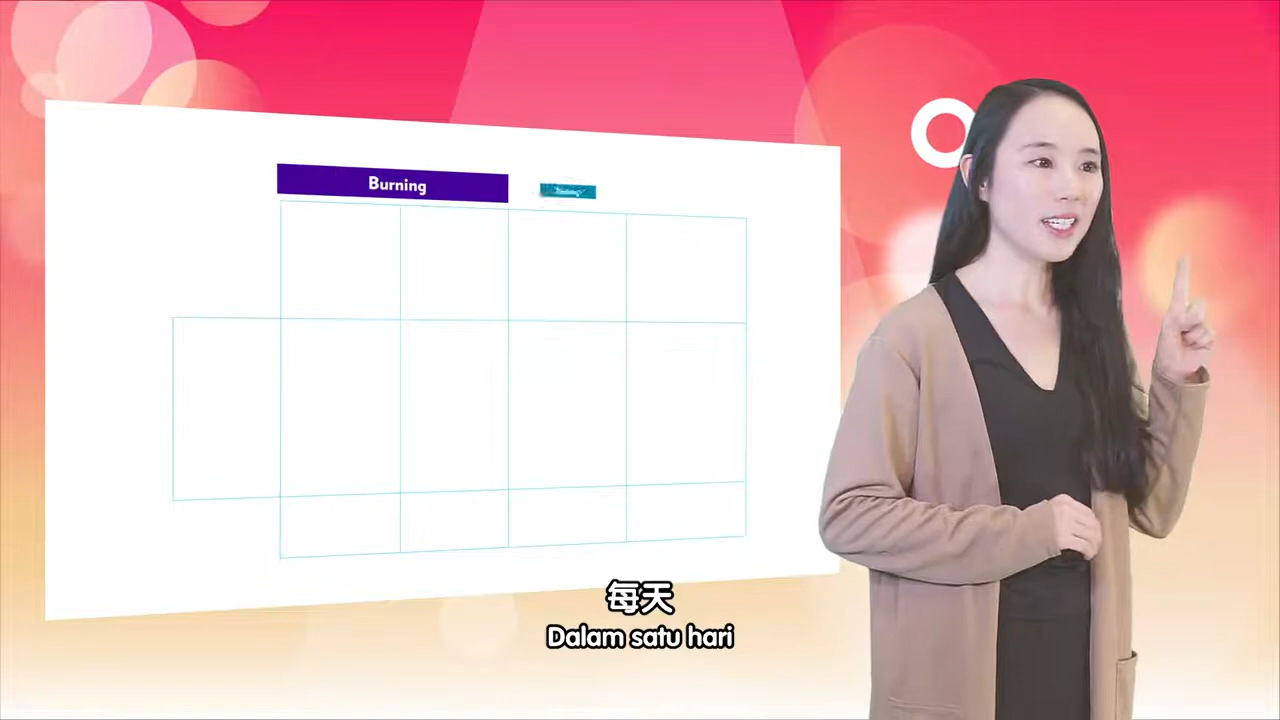 Burning
每天
Dalam satu hari